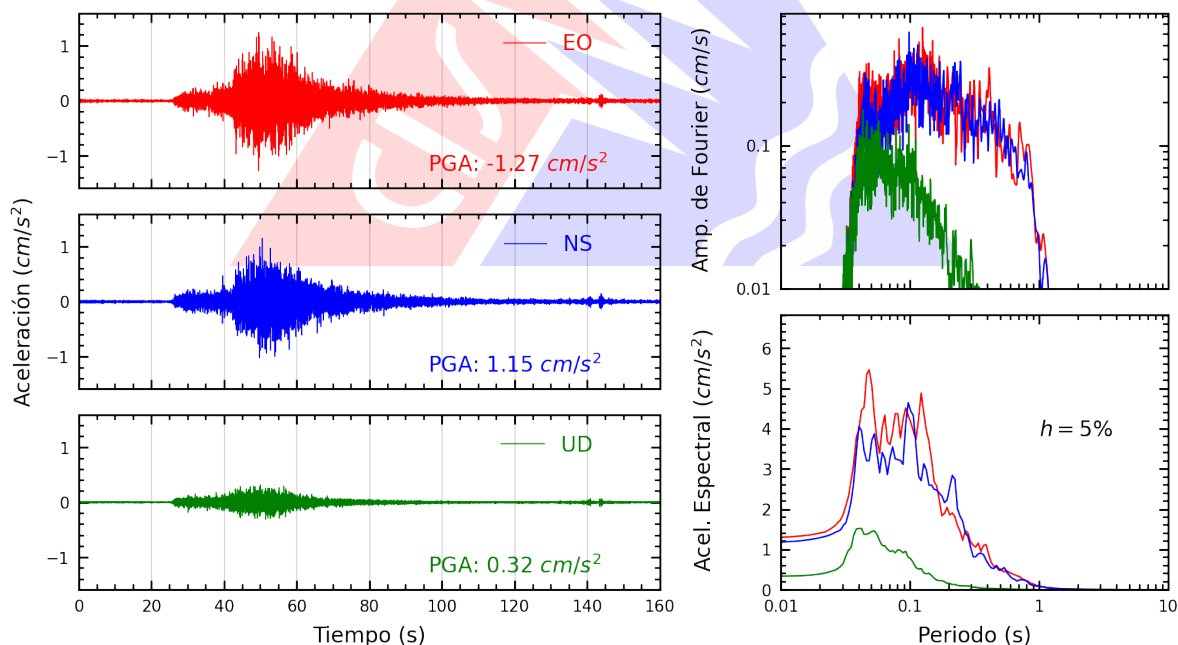 Aceleración (cm/s²)
1
0
−1
EO
PGA: -1.27 cm/s²
1
0
−1
NS
PGA: 1.15 cm/s²
1
0
−1
UD
PGA: 0.32 cm/s²
0 20 40 60 80 100 120 140 160
Tiempo (s)
Amp. de Fourier (cm/s)
0.1
0.01
Acel. Espectral (cm/s²)
6
5
4
3
2
1
0
h = 5%
0.01 0.1 1 10
Periodo (s)
CIS